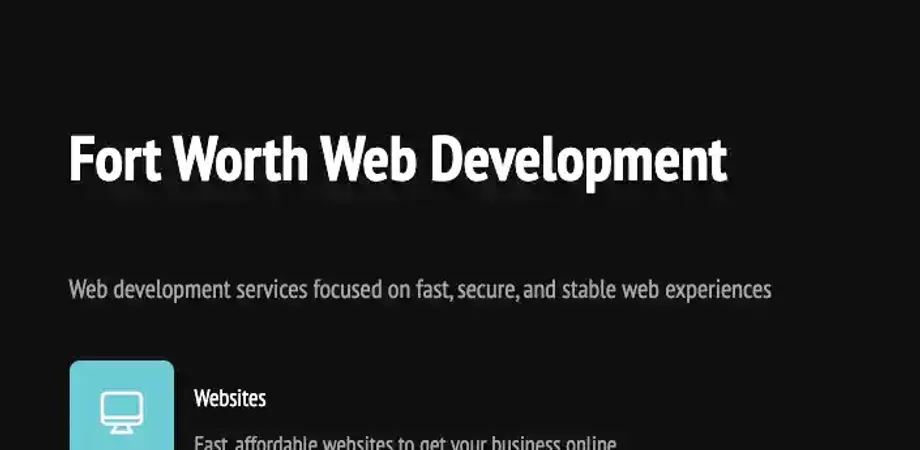 Fort Worth Web Development
Web development services focused on fast, secure, and stable web experiences
Websites
Fast, affordable websites to get your business online